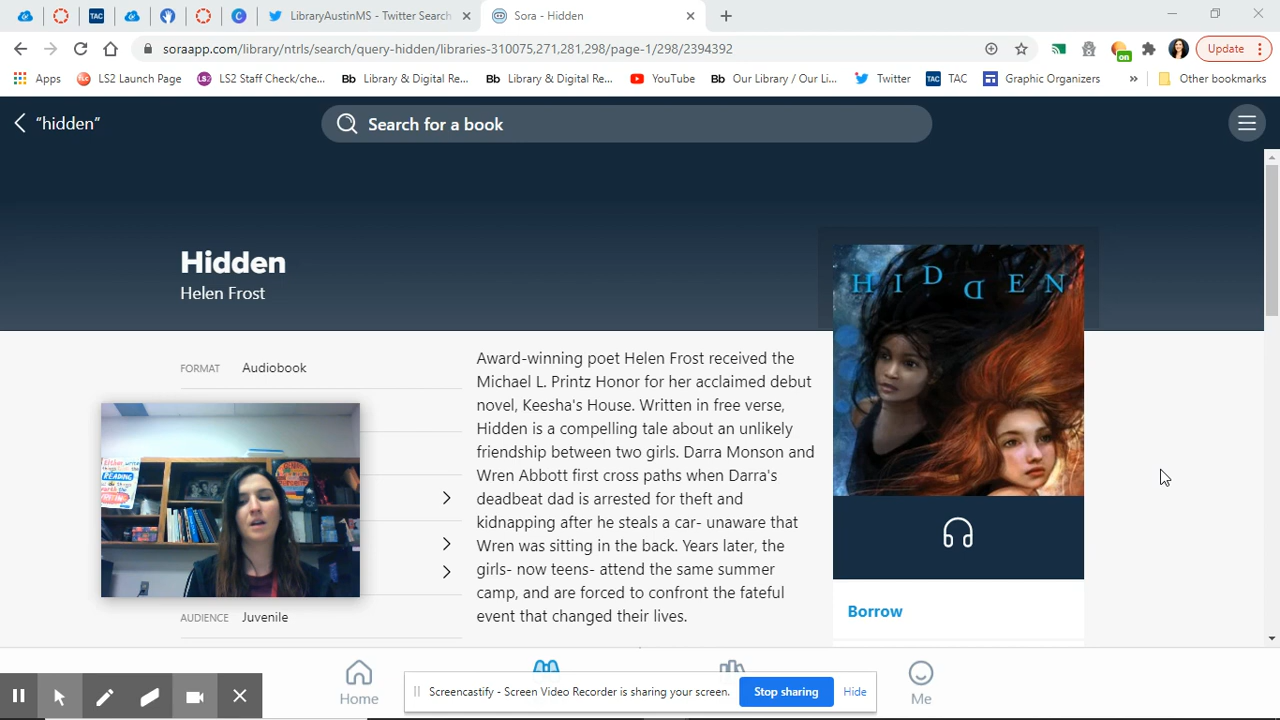 LibraryAustinMS - Twitter Search
Sora - Hidden
soraapp.com/library/ntrls/search/query-hidden/libraries-310075,271,281,298/page-1/298/2394392
Update
Apps
LS2 Launch Page
LS2 Staff Check/che...
Bb Library & Digital Re...
Bb Library & Digital Re...
YouTube
Bb Our Library / Our Li...
Twitter
TAC TAC
Graphic Organizers
»
Other bookmarks
"hidden"
Search for a book
Hidden
Helen Frost
HIDDEN
FORMAT Audiobook
Award-winning poet Helen Frost received the
Michael L. Printz Honor for her acclaimed debut
novel, Keesha's House. Written in free verse,
Hidden is a compelling tale about an unlikely
friendship between two girls. Darra Monson and
Wren Abbott first cross paths when Darra's
deadbeat dad is arrested for theft and
kidnapping after he steals a car- unaware that
Wren was sitting in the back. Years later, the
girls- now teens- attend the same summer
camp, and are forced to confront the fateful
event that changed their lives.
READING
AUDIENCE Juvenile
Borrow
Home
Me
Screencastify - Screen Video Recorder is sharing your screen.
Stop sharing
Hide
on
TAC